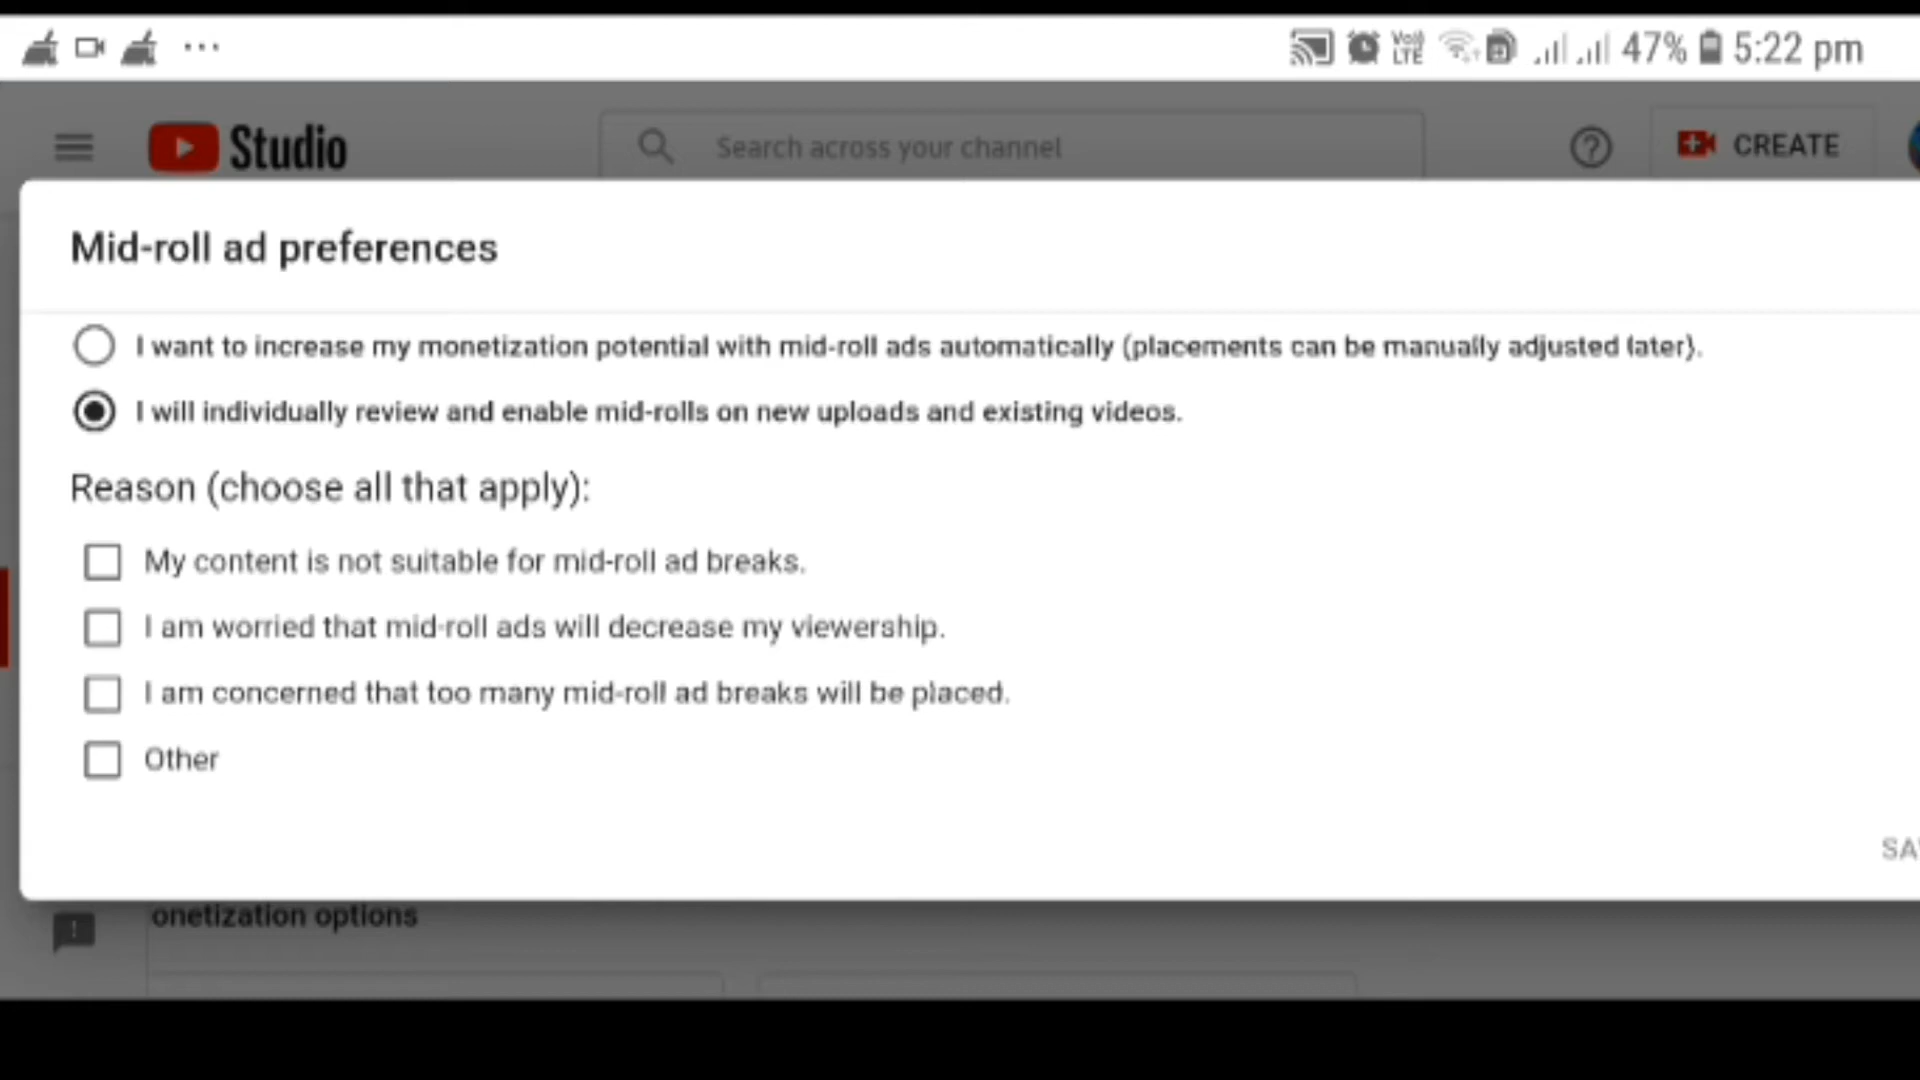 Vo)) LTE 47% 5:22 pm
Studio Search across your channel CREATE
Mid-roll ad preferences
I want to increase my monetization potential with mid-roll ads automatically (placements can be manually adjusted later).
I will individually review and enable mid-rolls on new uploads and existing videos.
Reason (choose all that apply):
My content is not suitable for mid-roll ad breaks.
I am worried that mid-roll ads will decrease my viewership.
I am concerned that too many mid-roll ad breaks will be placed.
Other
SA
onetization options